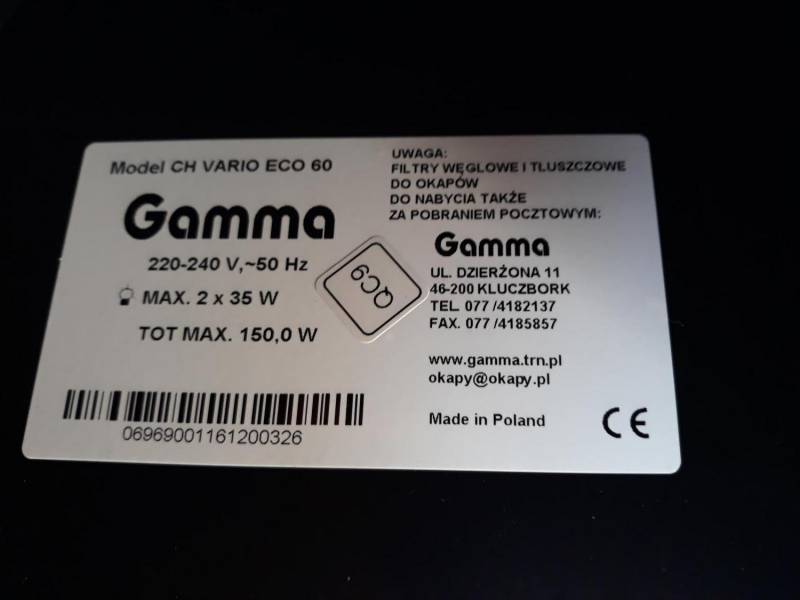 Model CH VARIO ECO 60
Gamma
220-240 V,~50 Hz
MAX. 2 x 35 W
TOT MAX. 150,0 W
06969001161200326
QC9
UWAGA:
FILTRY WĘGLOWE I TŁUSZCZOWE
DO OKAPÓW
DO NABYCIA TAKŻE
ZA POBRANIEM POCZTOWYM:
Gamma
UL. DZIERŻONA 11
46-200 KLUCZBORK
TEL. 077 /4182137
FAX. 077 /4185857
www.gamma.trn.pl
okapy@okapy.pl
Made in Poland
CE